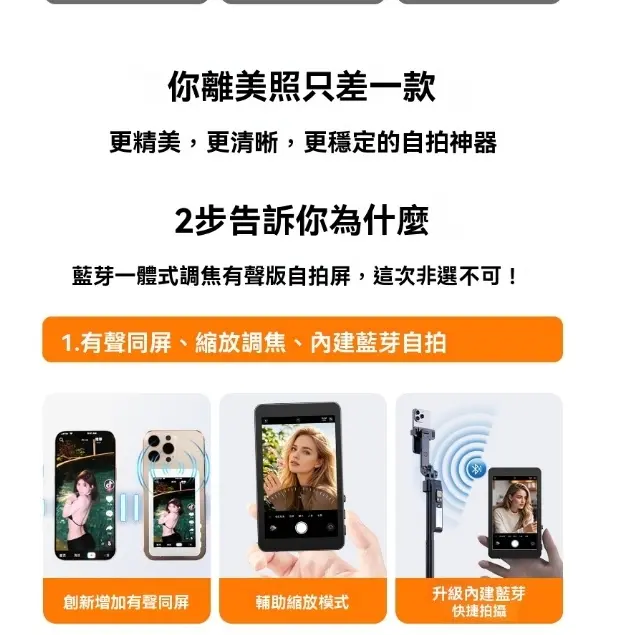 你離美照只差一款
更精美，更清晰，更穩定的自拍神器
2步告訴你為什麼
藍芽一體式調焦有聲版自拍屏，這次非選不可！
1.有聲同屏、縮放調焦、內建藍芽自拍
創新增加有聲同屏
輔助縮放模式
升級內建藍芽
快捷拍攝